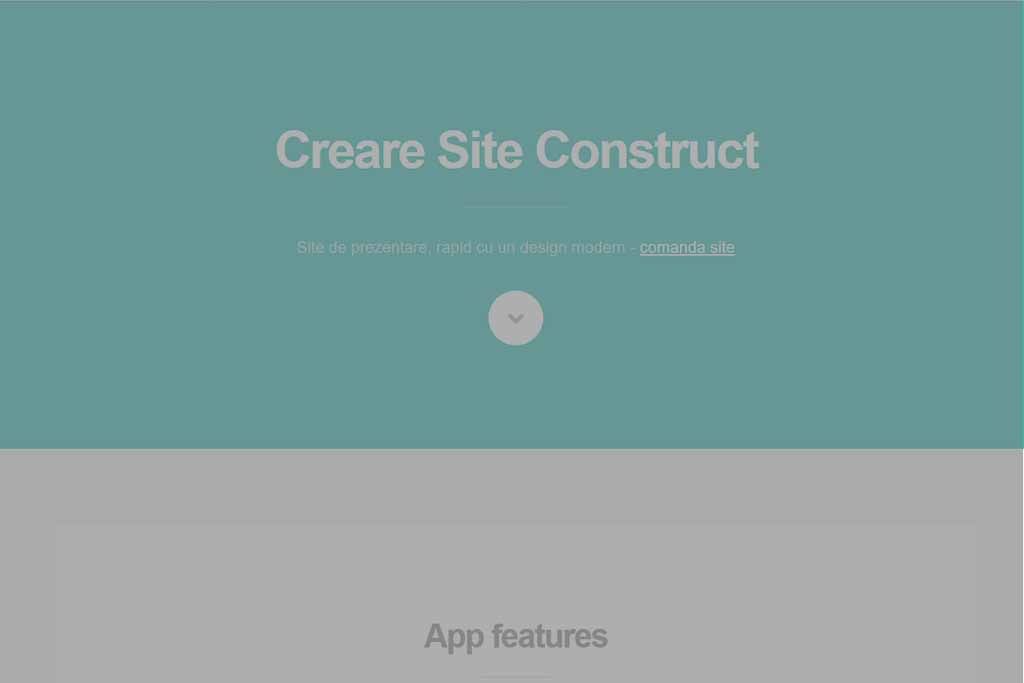 Creare Site Construct
Site de prezentare, rapid cu un design modern - comanda site
App features